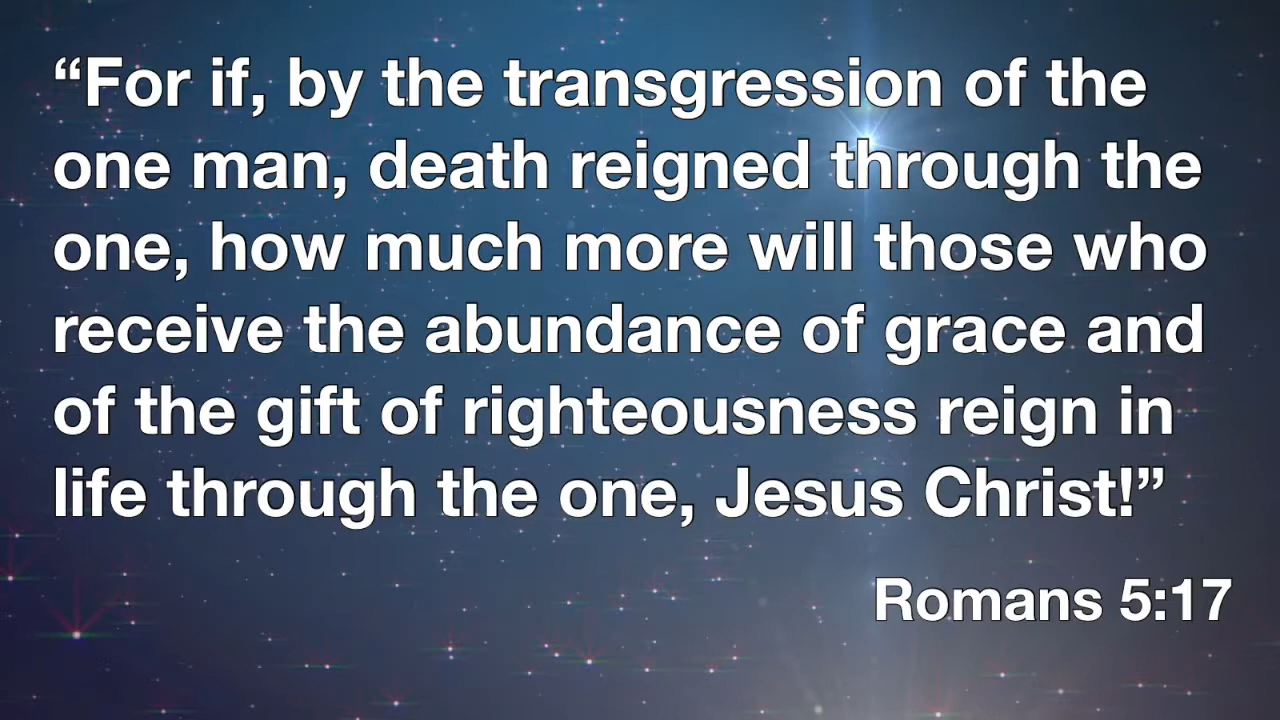 “For if, by the transgression of the
one man, death reigned through the
one, how much more will those who
receive the abundance of grace and
of the gift of righteousness reign in
life through the one, Jesus Christ!”
Romans 5:17